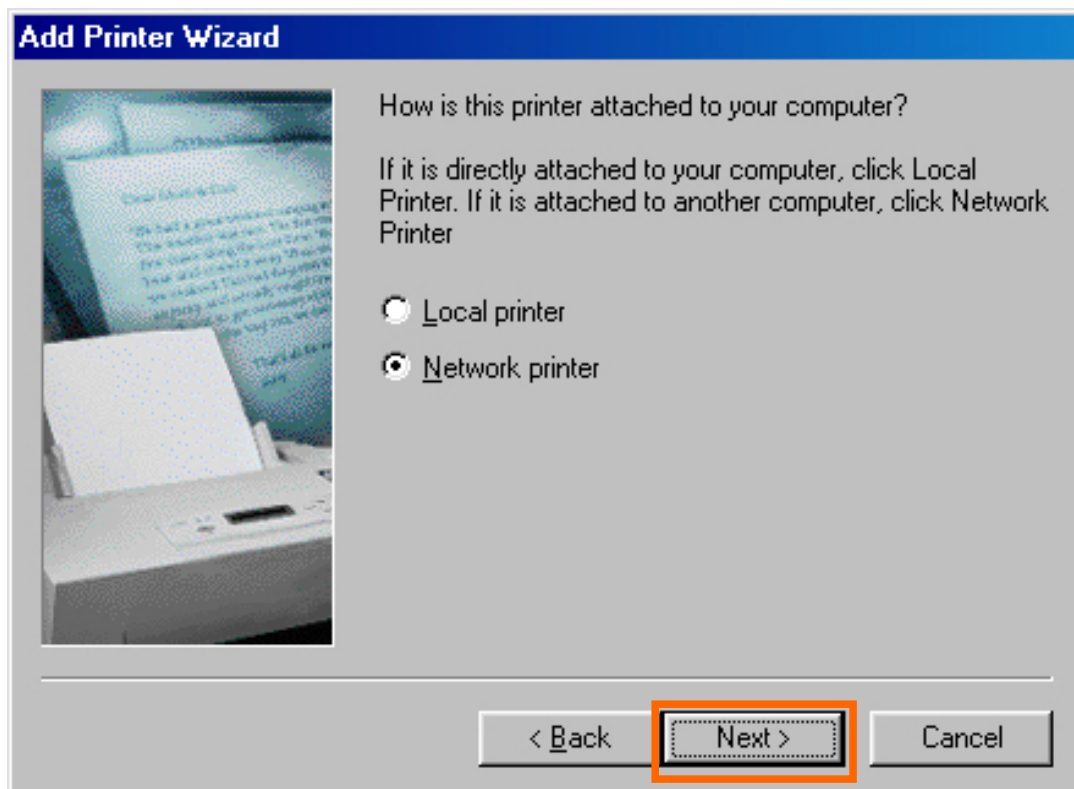 Add Printer Wizard
How is this printer attached to your computer?
If it is directly attached to your computer, click Local
Printer. If it is attached to another computer, click Network
Printer
Local printer
Network printer
< Back Next > Cancel